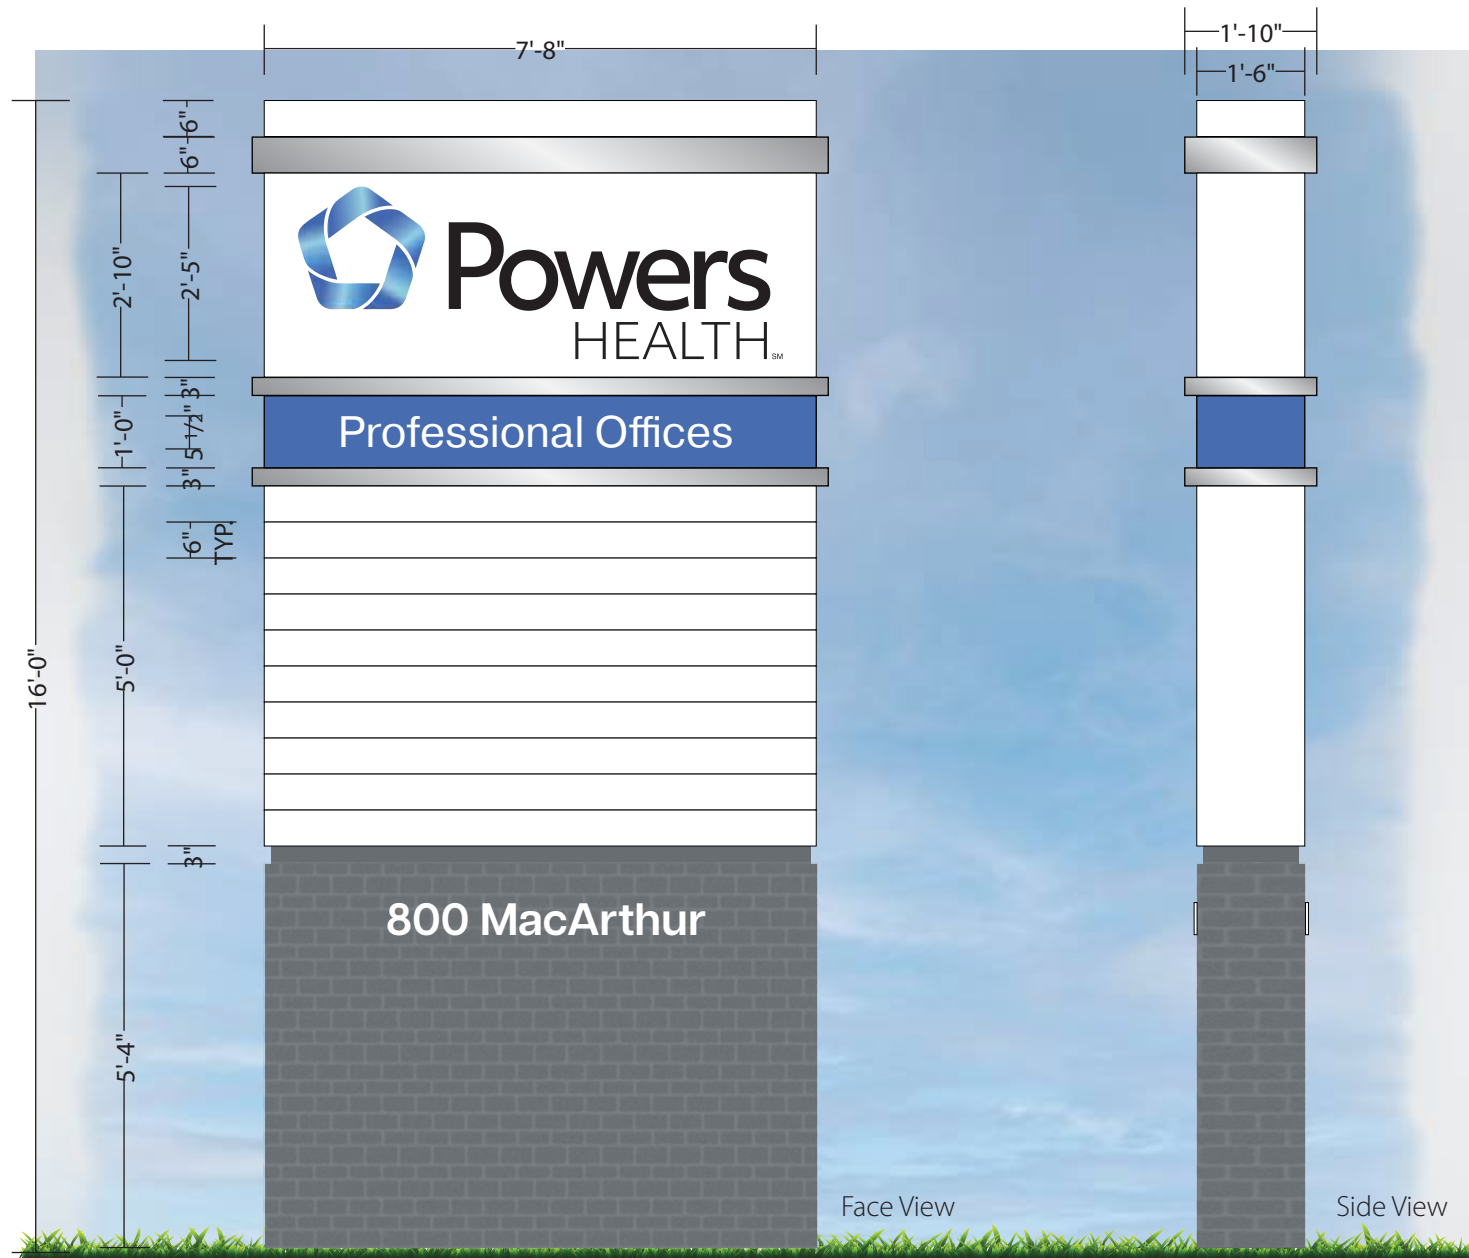 7'-8"
1'-10"
1'-6"
6"
6"
2'-10"
2'-5"
Powers
HEALTH SM
3"
1'-0"
5 1/2"
Professional Offices
3"
6"
TYP.
16'-0"
5'-0"
3"
800 MacArthur
5'-4"
Face View
Side View